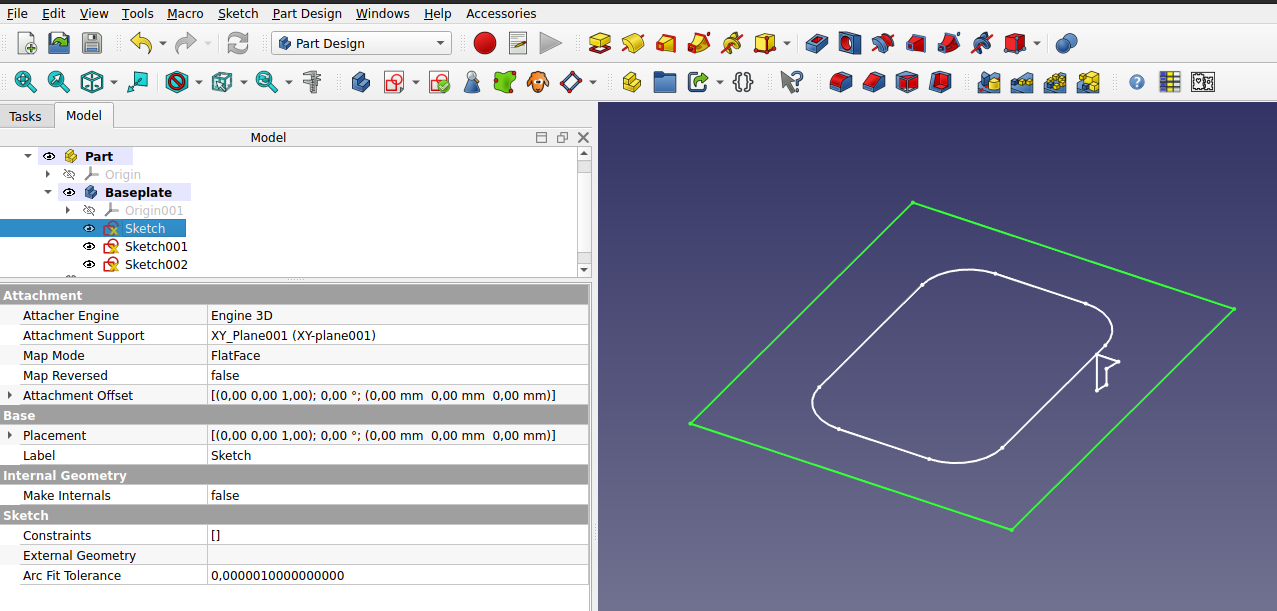 File Edit View Tools Macro Sketch Part Design Windows Help Accessories
Part Design
Tasks Model
Model
Part
Origin
Baseplate
Origin001
Sketch
Sketch001
Sketch002
Attachment
Attacher Engine Engine 3D
Attachment Support XY_Plane001 (XY-plane001)
Map Mode FlatFace
Map Reversed false
Attachment Offset [(0,00 0,00 1,00); 0,00 °; (0,00 mm 0,00 mm 0,00 mm)]
Base
Placement [(0,00 0,00 1,00); 0,00 °; (0,00 mm 0,00 mm 0,00 mm)]
Label Sketch
Internal Geometry
Make Internals false
Sketch
Constraints []
External Geometry
Arc Fit Tolerance 0,0000010000000000